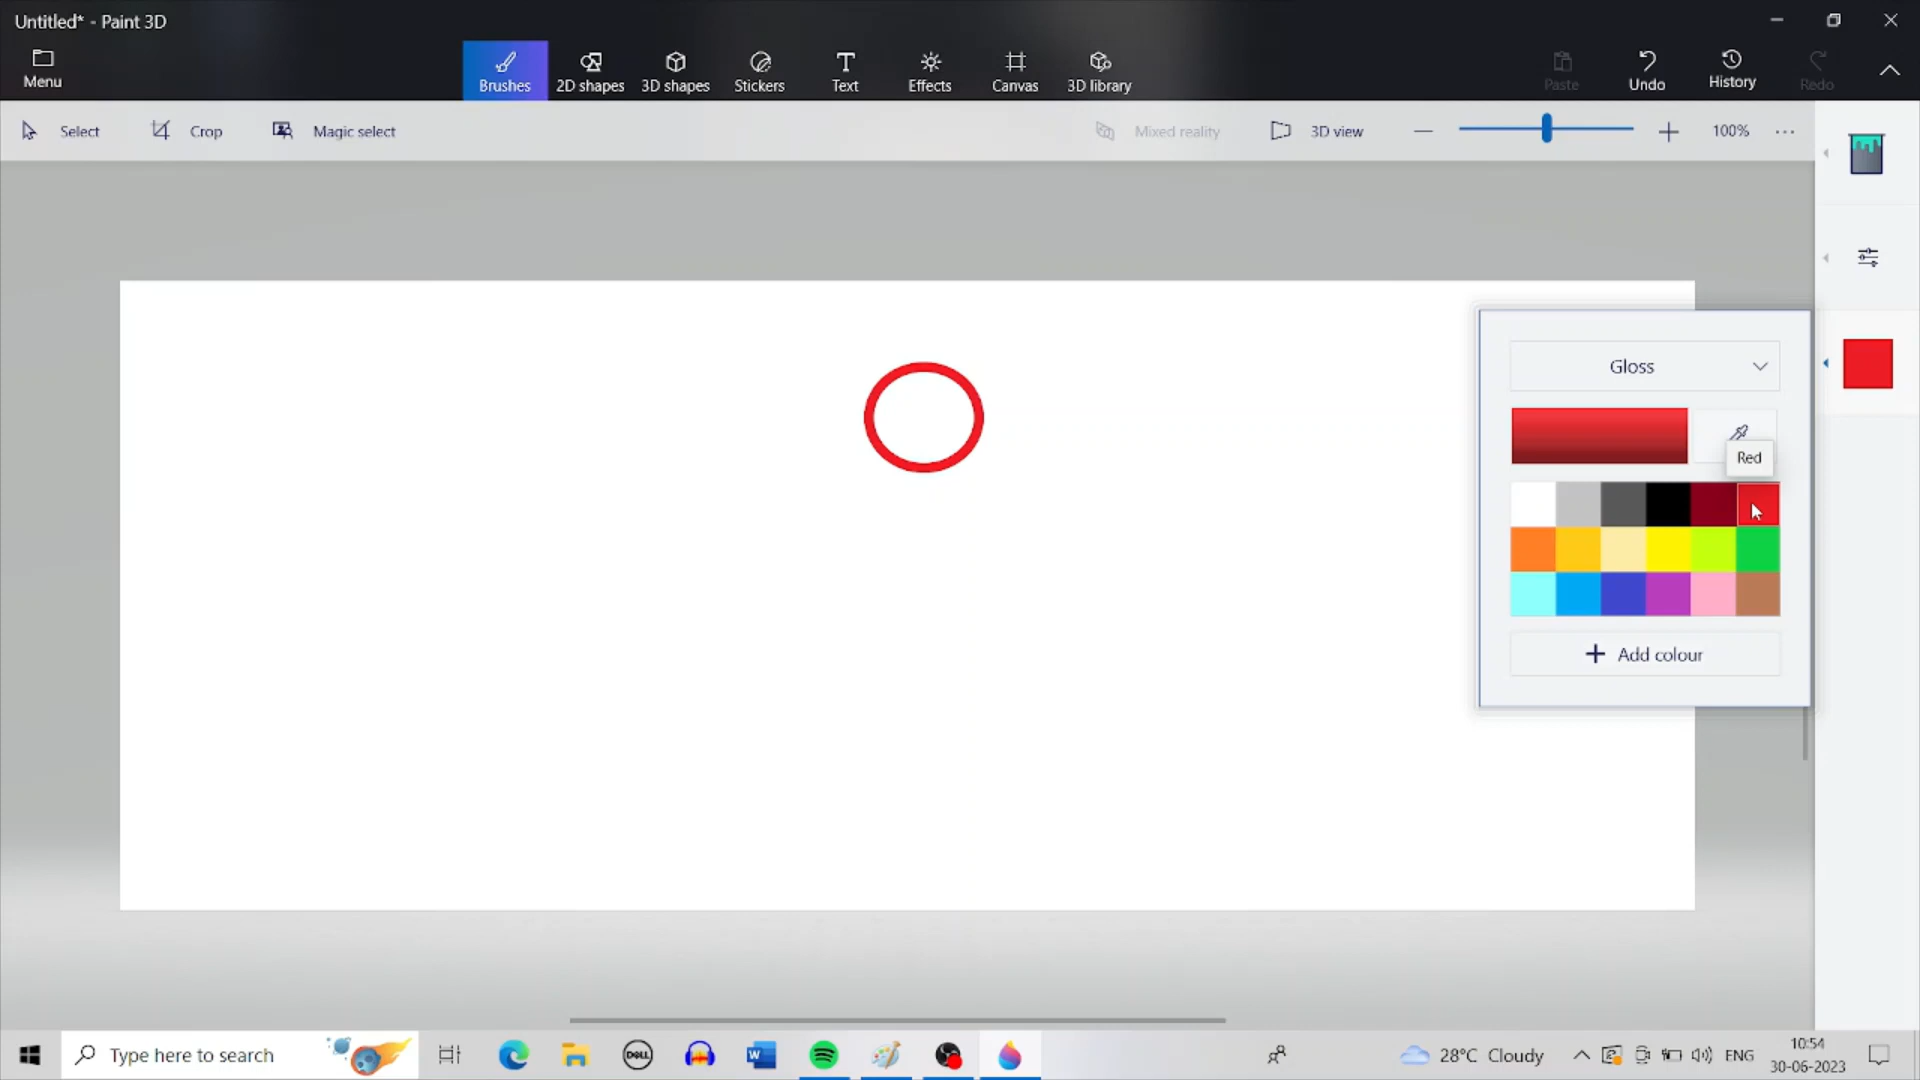 Untitled* - Paint 3D
Menu
Brushes
2D shapes
3D shapes
Stickers
Text
Effects
Canvas
3D library
Paste
Undo
History
Redo
Select
Crop
Magic select
Mixed reality
3D view
100%
Gloss
Red
Add colour
Type here to search
DELL
W
28°C Cloudy
ENG
10:54
30-06-2023